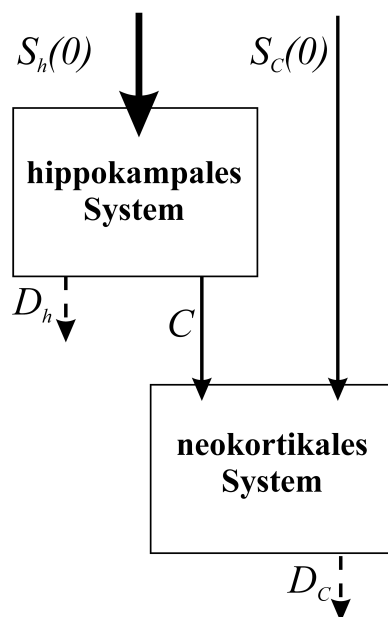 S_h(0) S_C(0)
hippokampales
System
D_h
C
neokortikales
System
D_C